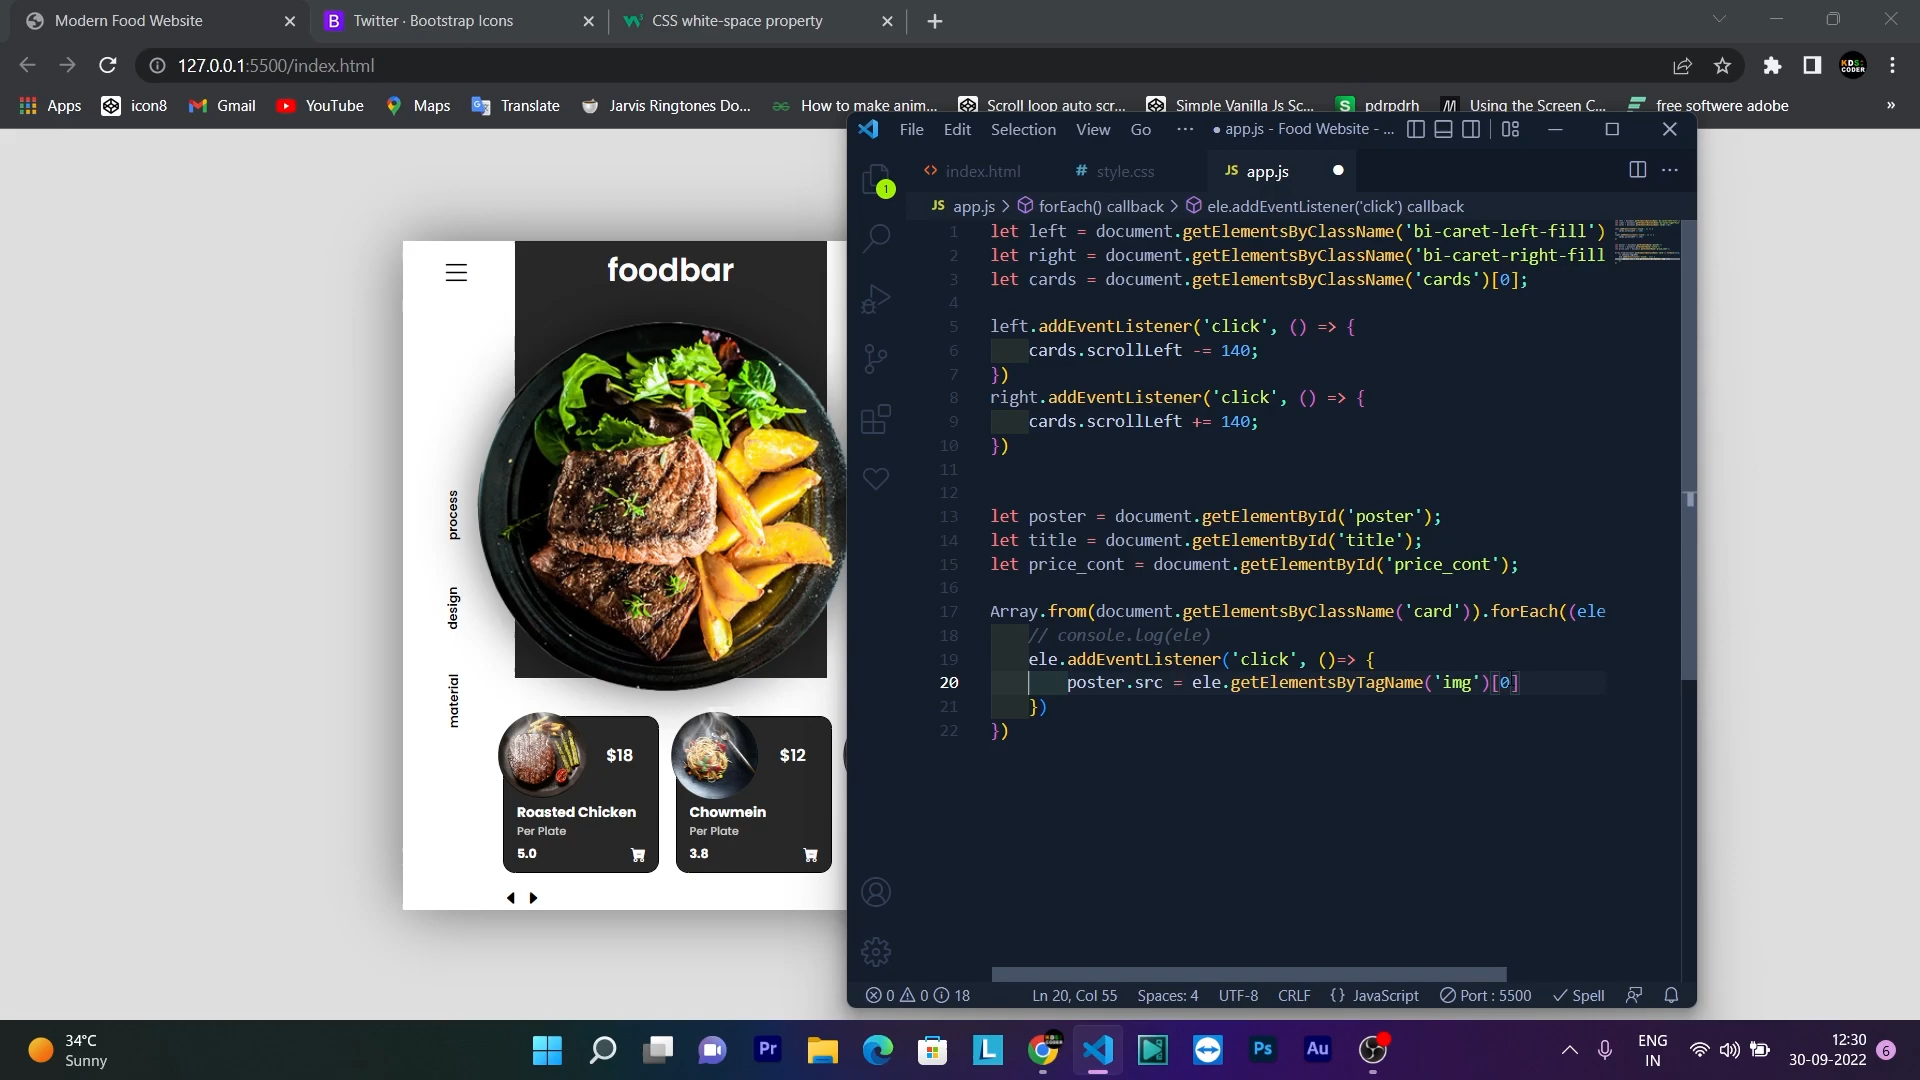 Modern Food Website
Twitter · Bootstrap Icons
CSS white-space property
127.0.0.1:5500/index.html
KDS CODER
Apps
icon8
Gmail
YouTube
Maps
Translate
Jarvis Ringtones Do...
How to make anim...
Scroll loop auto scr...
Simple Vanilla Js Sc...
pdrpdrh
Using the Screen C...
free softwere adobe
»
File Edit Selection View Go ··· ● app.js - Food Website - ...
1
<> index.html
# style.css
JS app.js
JS app.js > forEach() callback > ele.addEventListener('click') callback
1 let left = document.getElementsByClassName('bi-caret-left-fill')
2 let right = document.getElementsByClassName('bi-caret-right-fill
3 let cards = document.getElementsByClassName('cards')[0];
4
5 left.addEventListener('click', () => {
6 cards.scrollLeft -= 140;
7 })
8 right.addEventListener('click', () => {
9 cards.scrollLeft += 140;
10 })
11
12
13 let poster = document.getElementById('poster');
14 let title = document.getElementById('title');
15 let price_cont = document.getElementById('price_cont');
16
17 Array.from(document.getElementsByClassName('card')).forEach((ele
18 // console.log(ele)
19 ele.addEventListener('click', ()=> {
20 poster.src = ele.getElementsByTagName('img')[0]
21 })
22 })
foodbar
process
design
material
$18
Roasted Chicken
Per Plate
5.0
$12
Chowmein
Per Plate
3.8
0 0 18
Ln 20, Col 55
Spaces: 4
UTF-8
CRLF
{} JavaScript
Port : 5500
Spell
34°C
Sunny
Pr
L
Ps
Au
ENG
IN
12:30
30-09-2022
6